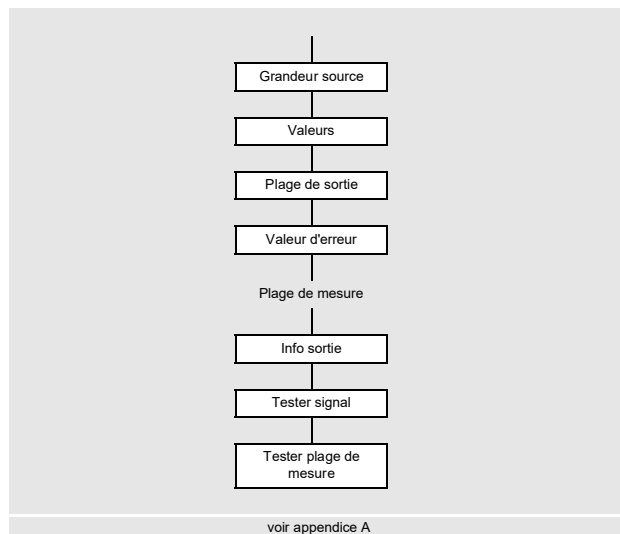 Grandeur source
Valeurs
Plage de sortie
Valeur d'erreur
Plage de mesure
Info sortie
Tester signal
Tester plage de
mesure
voir appendice A